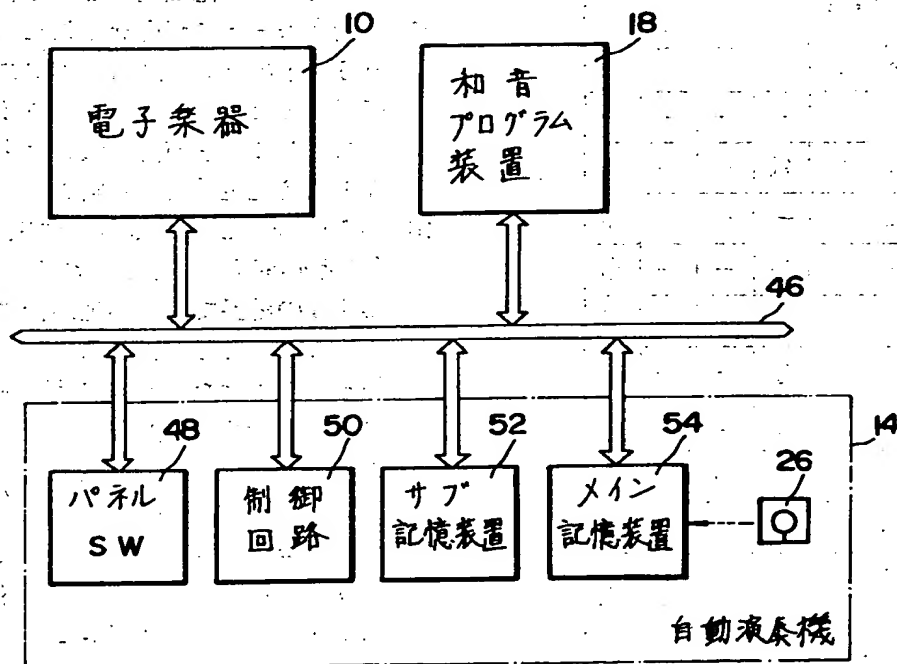 10
18
電子楽器
和音
プログラム
装置
46
48
50
52
54
14
26
パネル
SW
制御
回路
サブ
記憶装置
メイン
記憶装置
自動演奏機